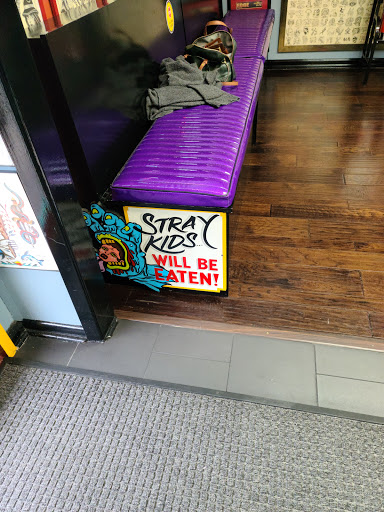 STRAY
KIDS
WILL BE
EATEN!